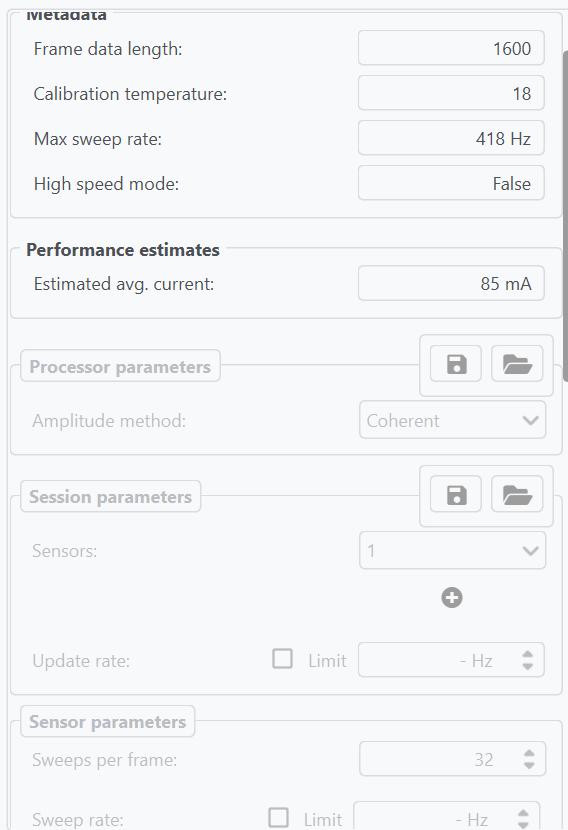 Metadata
Frame data length: 1600
Calibration temperature: 18
Max sweep rate: 418 Hz
High speed mode: False
Performance estimates
Estimated avg. current: 85 mA
Processor parameters
Amplitude method: Coherent
Session parameters
Sensors: 1
Update rate: Limit - Hz
Sensor parameters
Sweeps per frame: 32
Sweep rate: Limit - Hz